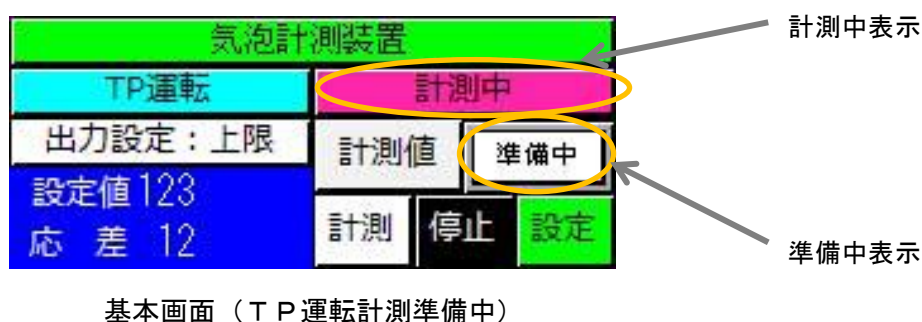 気泡計測装置
計測中表示
TP運転
計測中
出力設定：上限
計測値
準備中
設定値123
応 差 12
計測
停止
設定
準備中表示
基本画面（ＴＰ運転計測準備中）